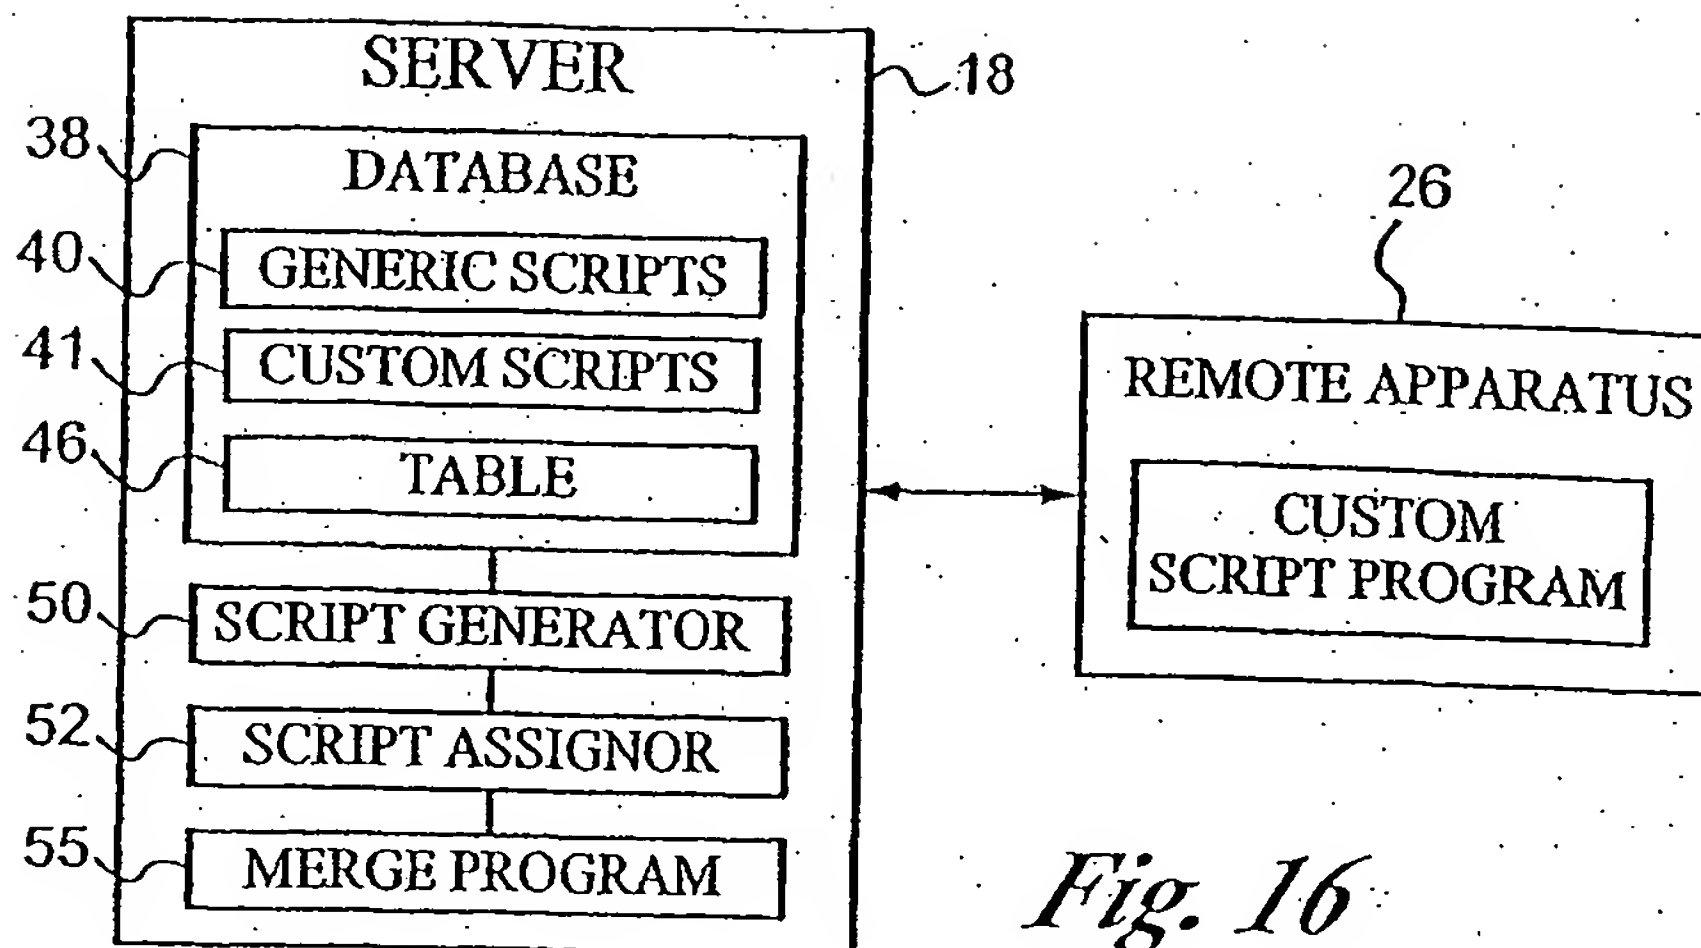 SERVER
18
38
DATABASE
40
GENERIC SCRIPTS
41
CUSTOM SCRIPTS
46
TABLE
50
SCRIPT GENERATOR
52
SCRIPT ASSIGNOR
55
MERGE PROGRAM
26
REMOTE APPARATUS
CUSTOM
SCRIPT PROGRAM
Fig. 16